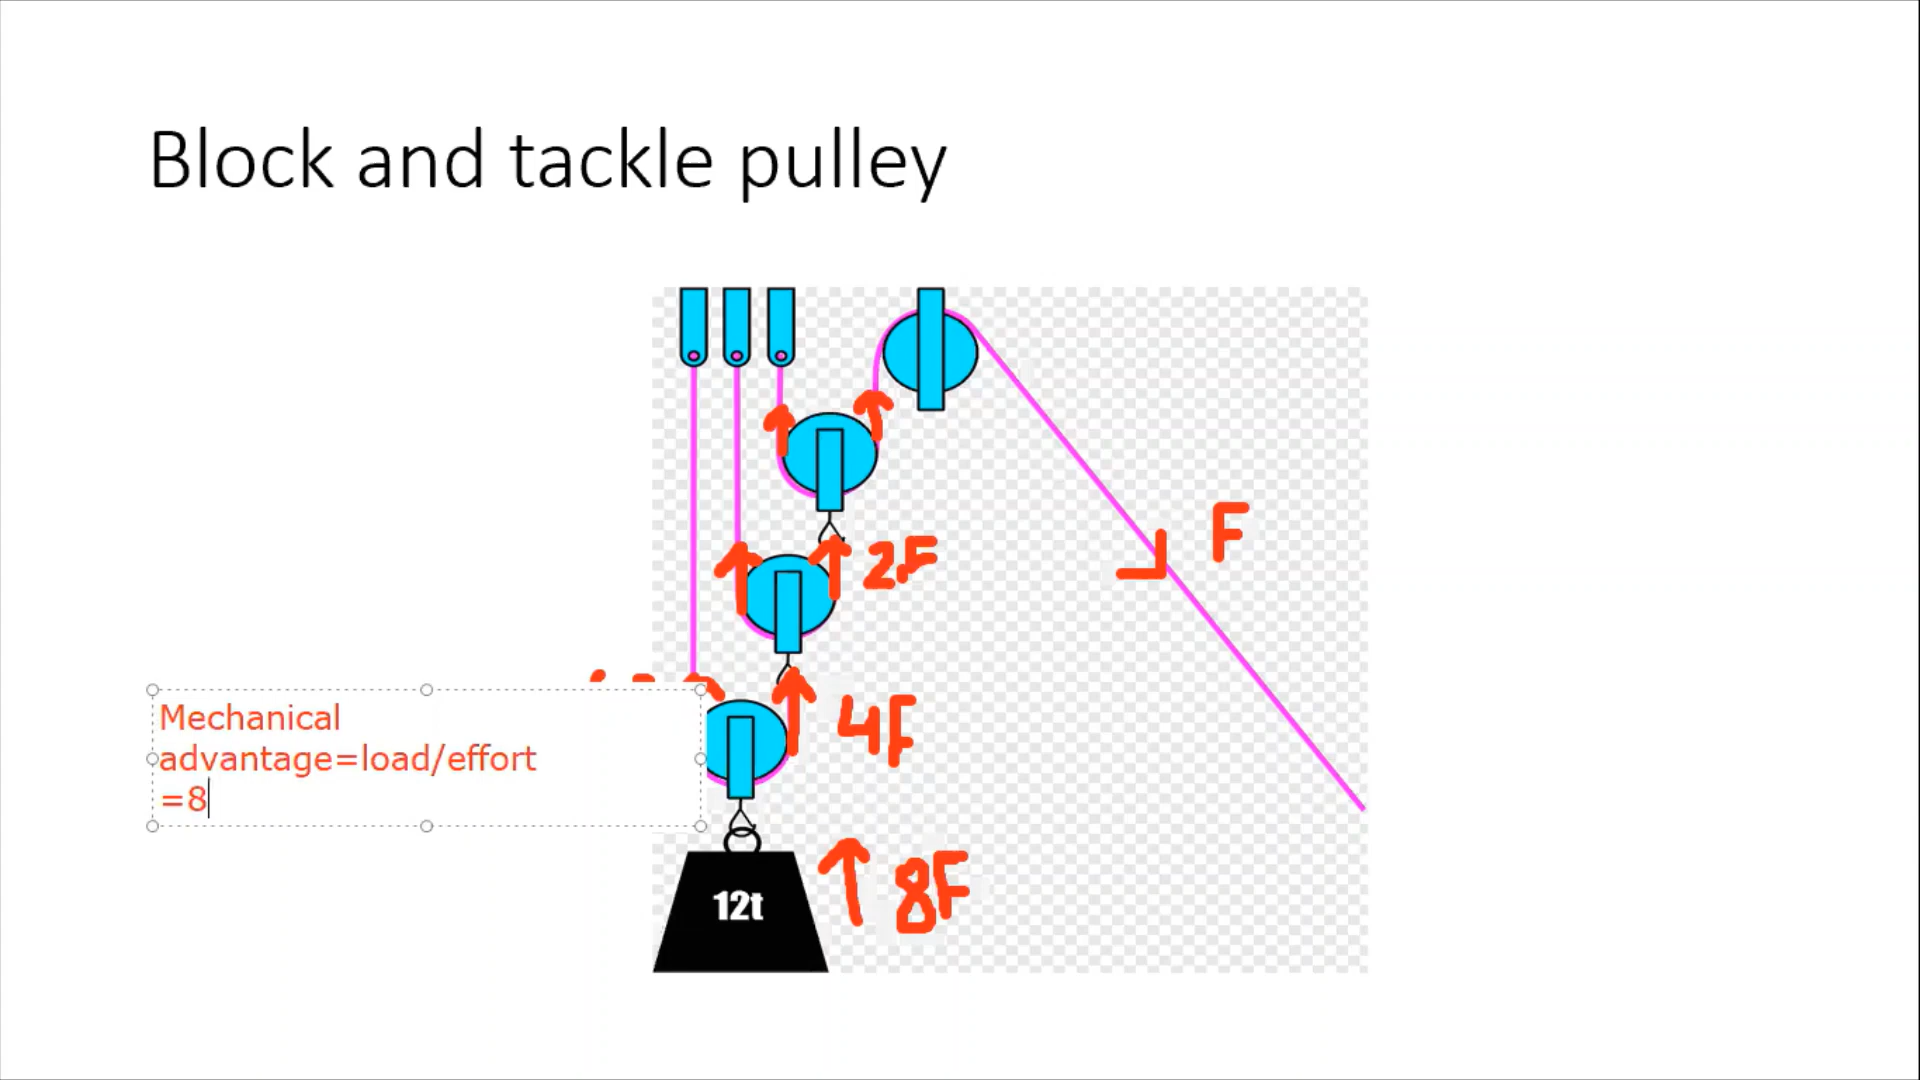 Block and tackle pulley
F
2F
4F
Mechanical
advantage=load/effort
=8
8F
12t